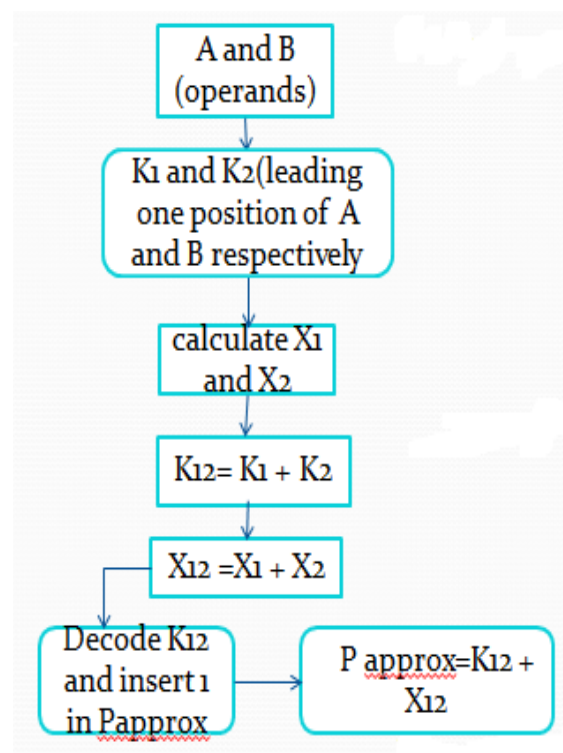 A and B
(operands)
K1 and K2(leading
one position of A
and B respectively
calculate X1
and X2
K12= K1 + K2
X12 =X1 + X2
Decode K12
and insert 1
in Papprox
P approx=K12 +
X12